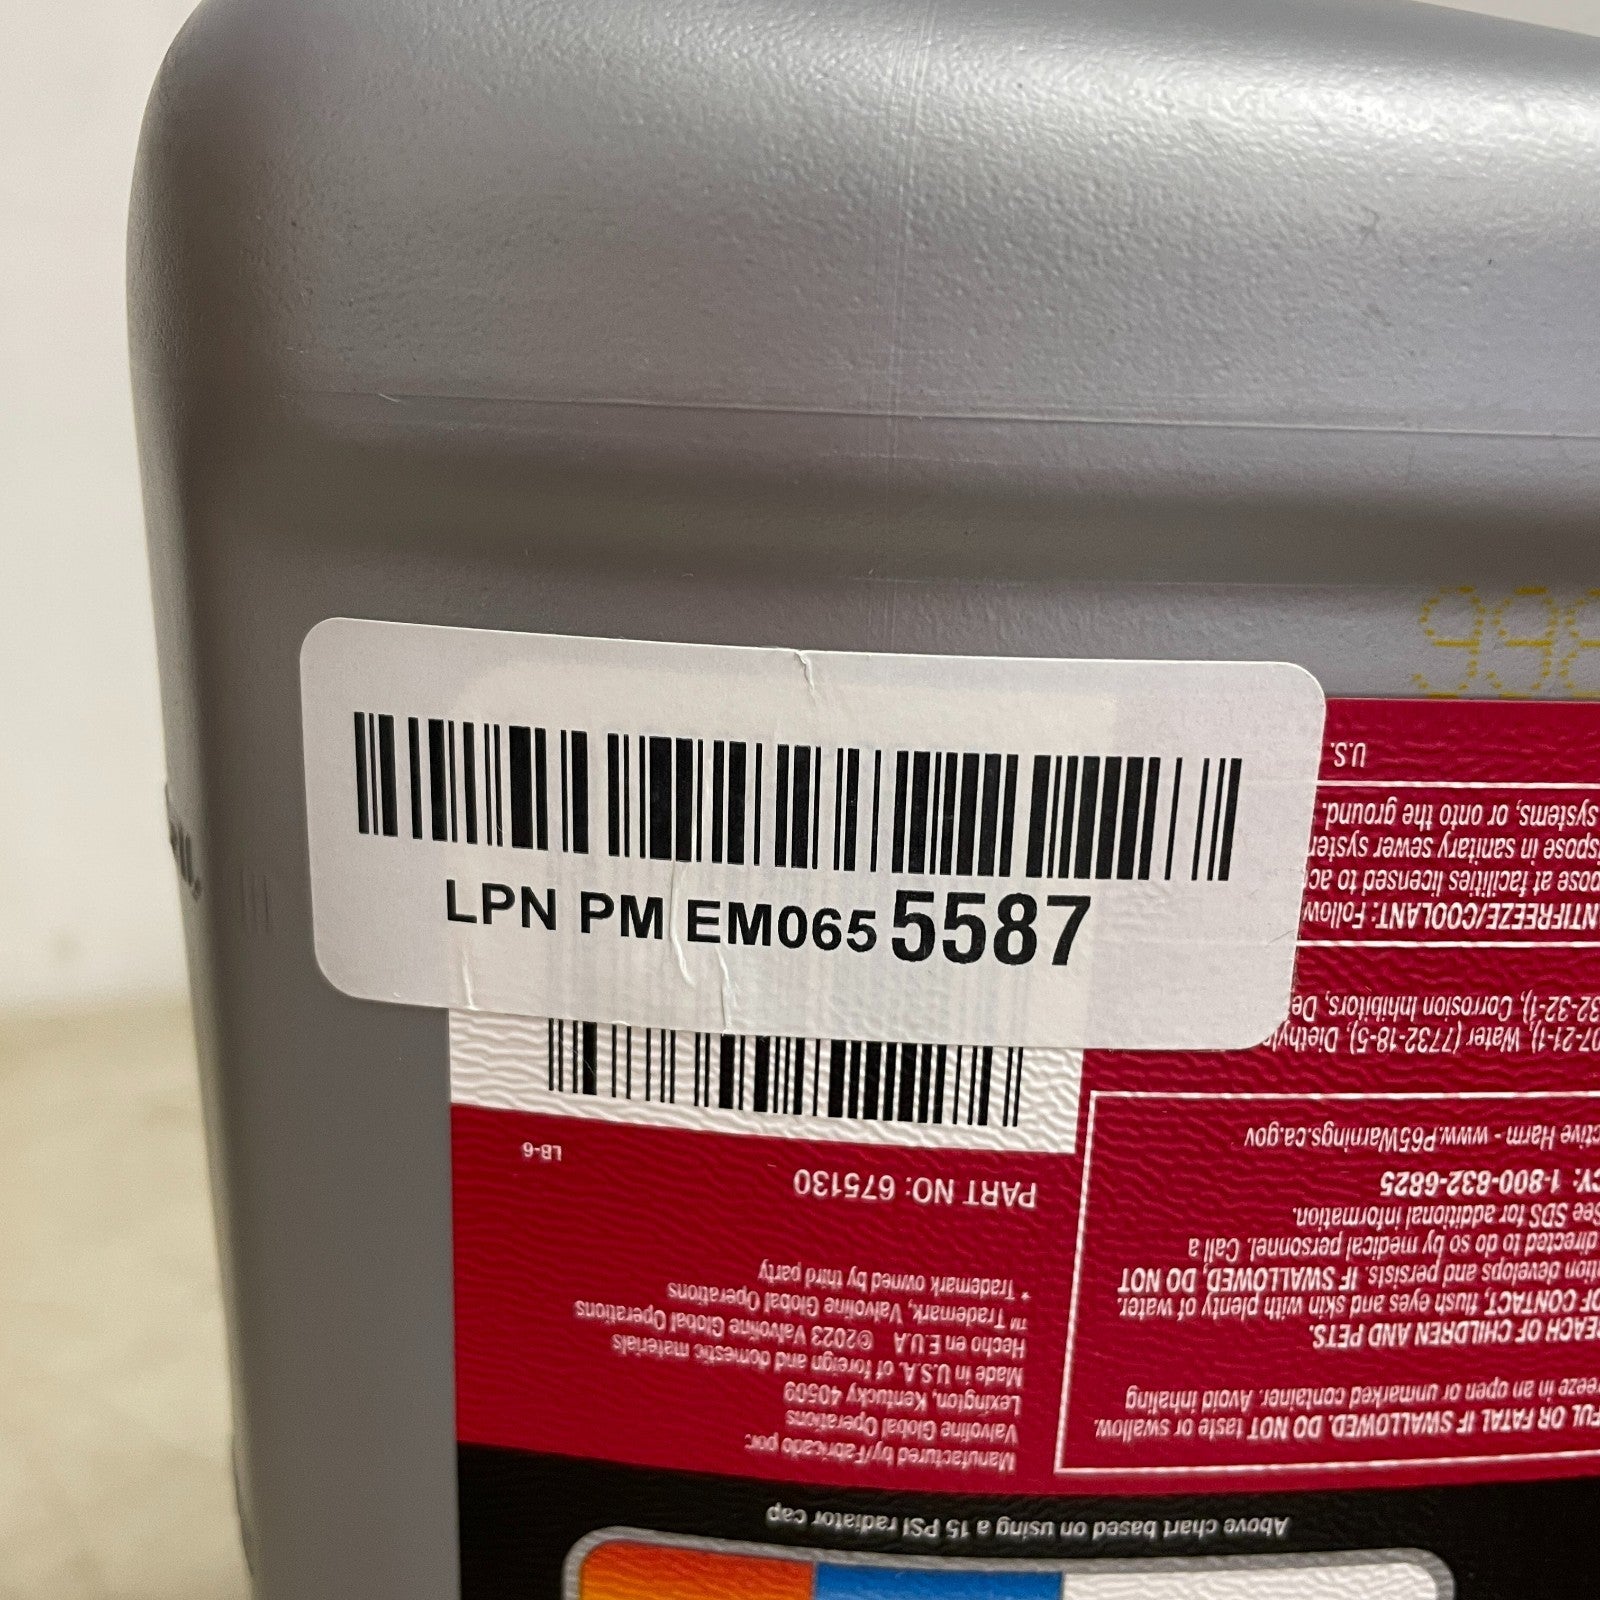 LPN PM EM065 5587
998
U.S.
systems, or onto the ground.
spose in sanitary sewer system
pose at facilities licensed to ac
NTIFREEZE/COOLANT: Follow
32-32-1), Corrosion Inhibitors, De
07-21-1), Water (7732-18-5), Diethyl
ctive Harm - www.P65Warnings.ca.gov
CY: 1-800-832-6825
See SDS for additional information.
directed to do so by medical personnel. Call a
tion develops and persists. IF SWALLOWED, DO NOT
OF CONTACT, flush eyes and skin with plenty of water.
EACH OF CHILDREN AND PETS.
reeze in an open or unmarked container. Avoid inhaling
FUL OR FATAL IF SWALLOWED. DO NOT taste or swallow.
LB-6
PART NO: 675130
* Trademark owned by third party
™ Trademark, Valvoline Global Operations
Hecho en E.U.A ©2023 Valvoline Global Operations
Made in U.S.A. of foreign and domestic materials
Lexington, Kentucky 40509
Valvoline Global Operations
Manufactured by/Fabricado por:
Above chart based on using a 15 PSI radiator cap